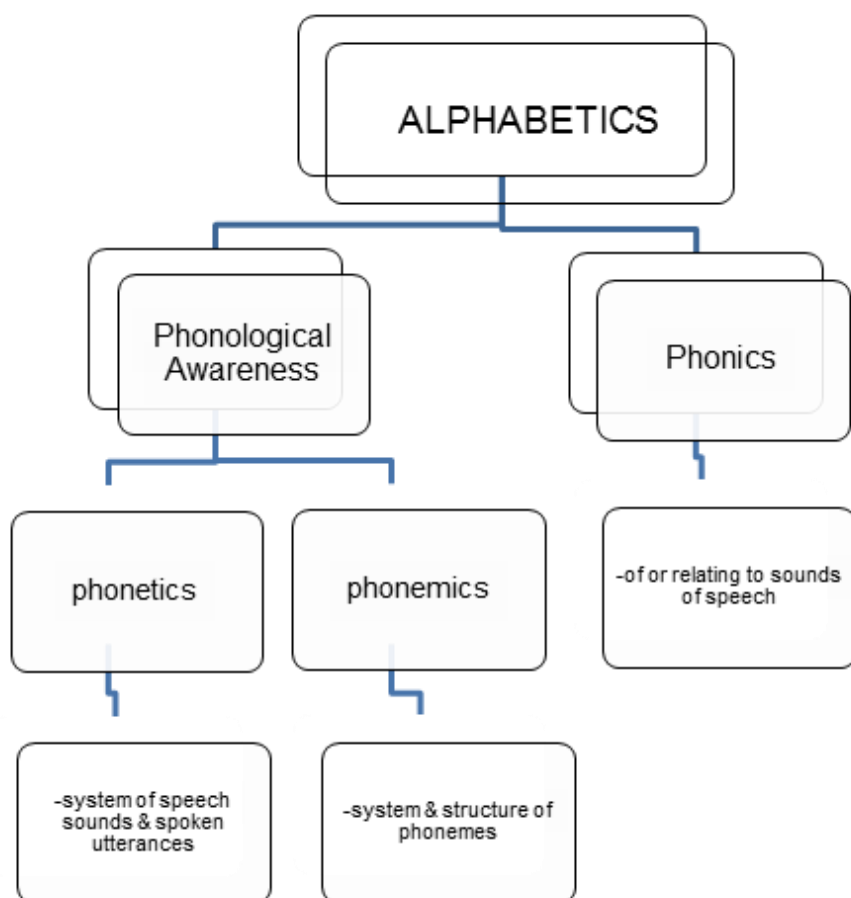 ALPHABETICS
Phonological
Awareness
Phonics
phonetics
phonemics
-of or relating to sounds
of speech
-system of speech
sounds & spoken
utterances
-system & structure of
phonemes